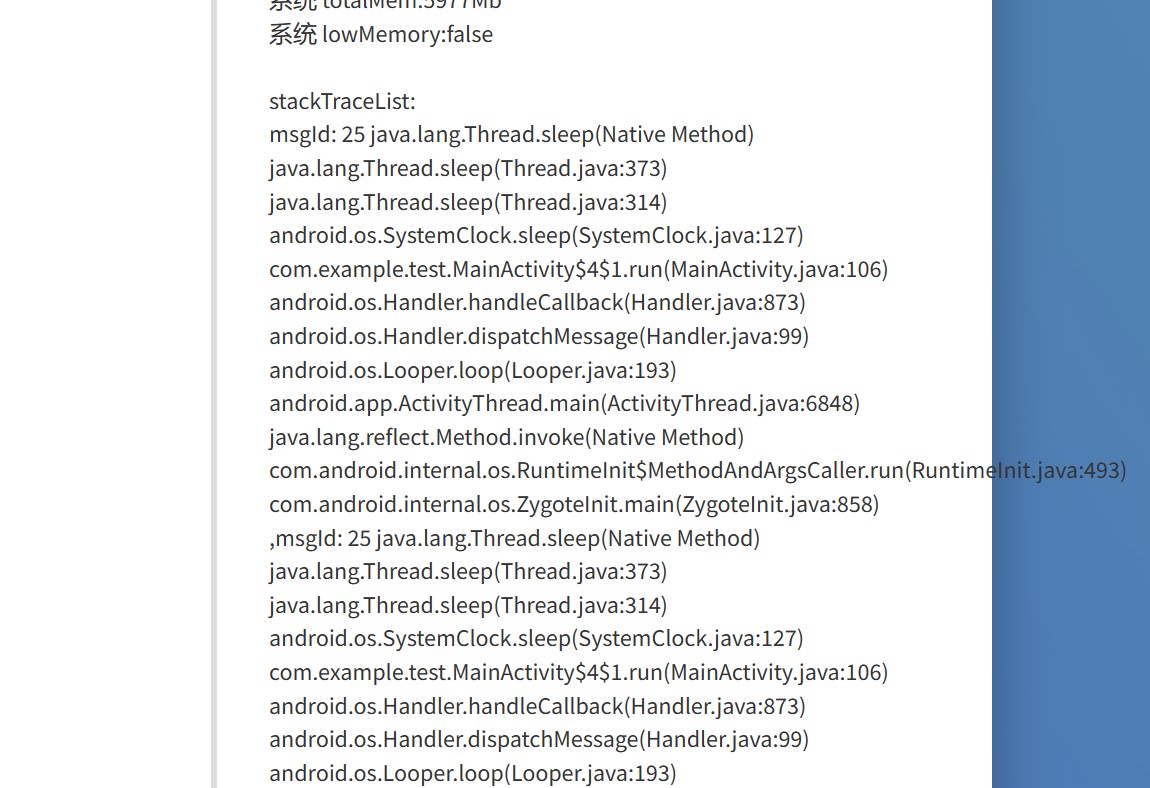 系统 totalMem:5977Mb
系统 lowMemory:false
stackTraceList:
msgId: 25 java.lang.Thread.sleep(Native Method)
java.lang.Thread.sleep(Thread.java:373)
java.lang.Thread.sleep(Thread.java:314)
android.os.SystemClock.sleep(SystemClock.java:127)
com.example.test.MainActivity$4$1.run(MainActivity.java:106)
android.os.Handler.handleCallback(Handler.java:873)
android.os.Handler.dispatchMessage(Handler.java:99)
android.os.Looper.loop(Looper.java:193)
android.app.ActivityThread.main(ActivityThread.java:6848)
java.lang.reflect.Method.invoke(Native Method)
com.android.internal.os.RuntimeInit$MethodAndArgsCaller.run(RuntimeInit.java:493)
com.android.internal.os.ZygoteInit.main(ZygoteInit.java:858)
,msgId: 25 java.lang.Thread.sleep(Native Method)
java.lang.Thread.sleep(Thread.java:373)
java.lang.Thread.sleep(Thread.java:314)
android.os.SystemClock.sleep(SystemClock.java:127)
com.example.test.MainActivity$4$1.run(MainActivity.java:106)
android.os.Handler.handleCallback(Handler.java:873)
android.os.Handler.dispatchMessage(Handler.java:99)
android.os.Looper.loop(Looper.java:193)